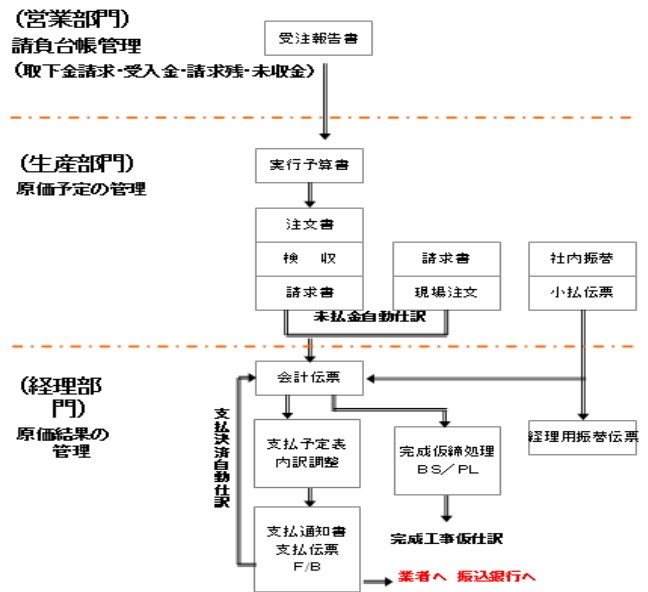 (営業部門)
請負台帳管理
(取下金請求・受入金・請求残・未収金)
受注報告書
(生産部門)
原価予定の管理
実行予算書
注文書
検 収
請求書
請求書
現場注文
社内振替
小払伝票
未払金自動仕訳
(経理部
門)
原価結果の
管理
会計伝票
支払決済自動仕訳
支払予定表
内訳調整
完成仮締処理
BS/PL
経理用振替伝票
支払通知書
支払伝票
F/B
完成工事仮仕訳
業者へ 振込銀行へ